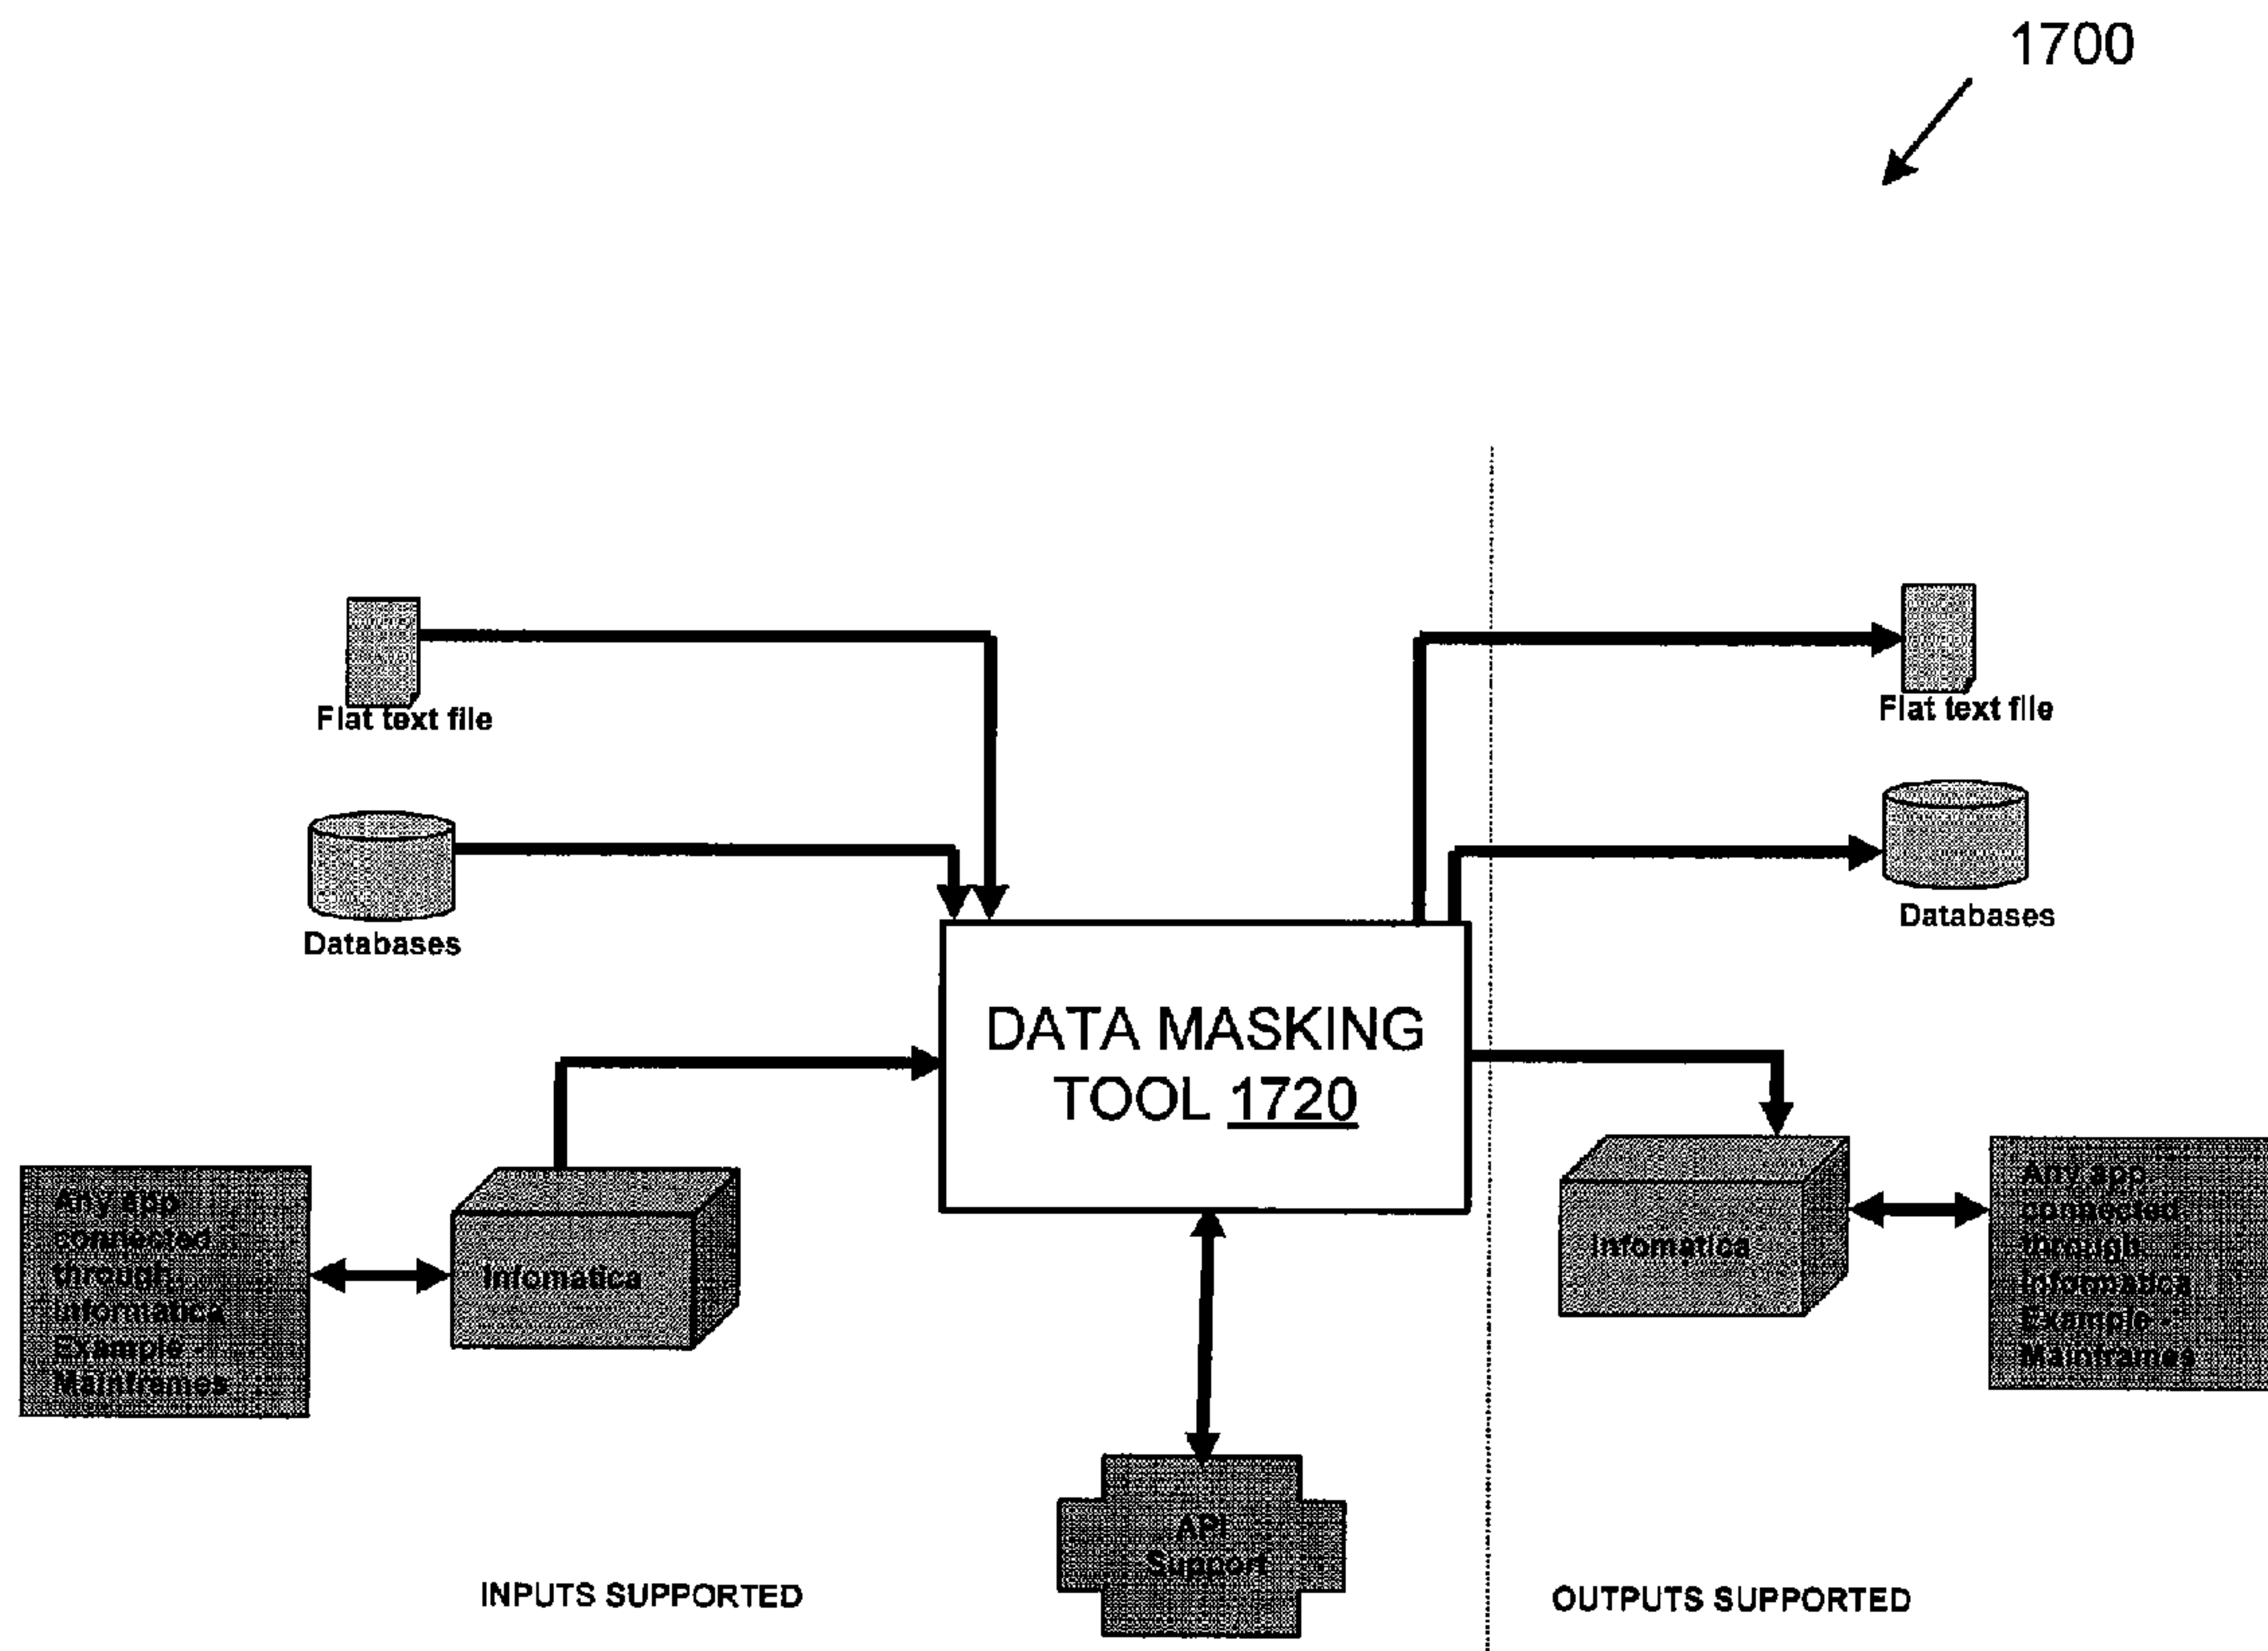 1700
Flat text file
Flat text file
Databases
Databases
DATA MASKING
TOOL 1720
Any app
connected
through
Informatica
Example -
Mainframes
Infomatica
Infomatica
Any app
connected
through
Informatica
Example -
Mainframes
API
Support
INPUTS SUPPORTED
OUTPUTS SUPPORTED